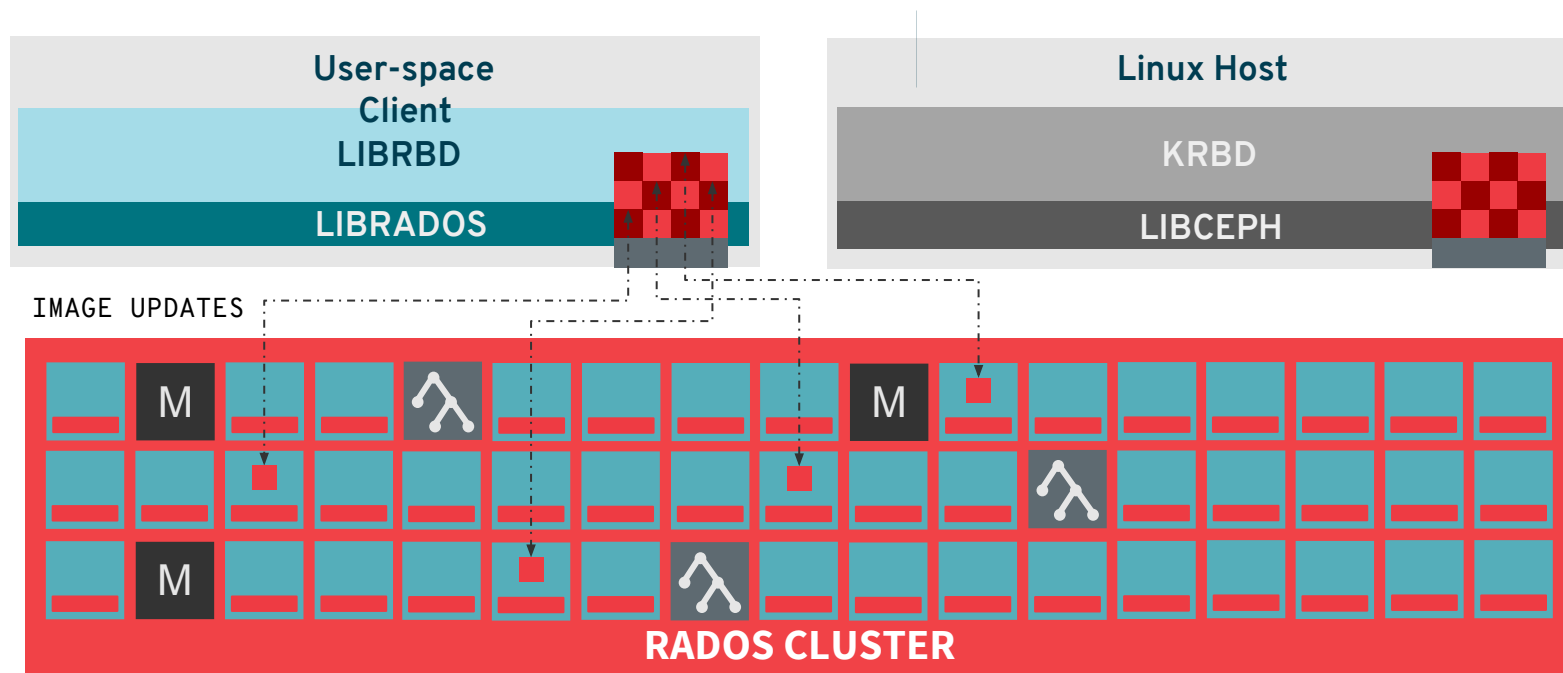 User-space
Client
LIBRBD
LIBRADOS
Linux Host
KRBD
LIBCEPH
IMAGE UPDATES
M
M
M
RADOS CLUSTER